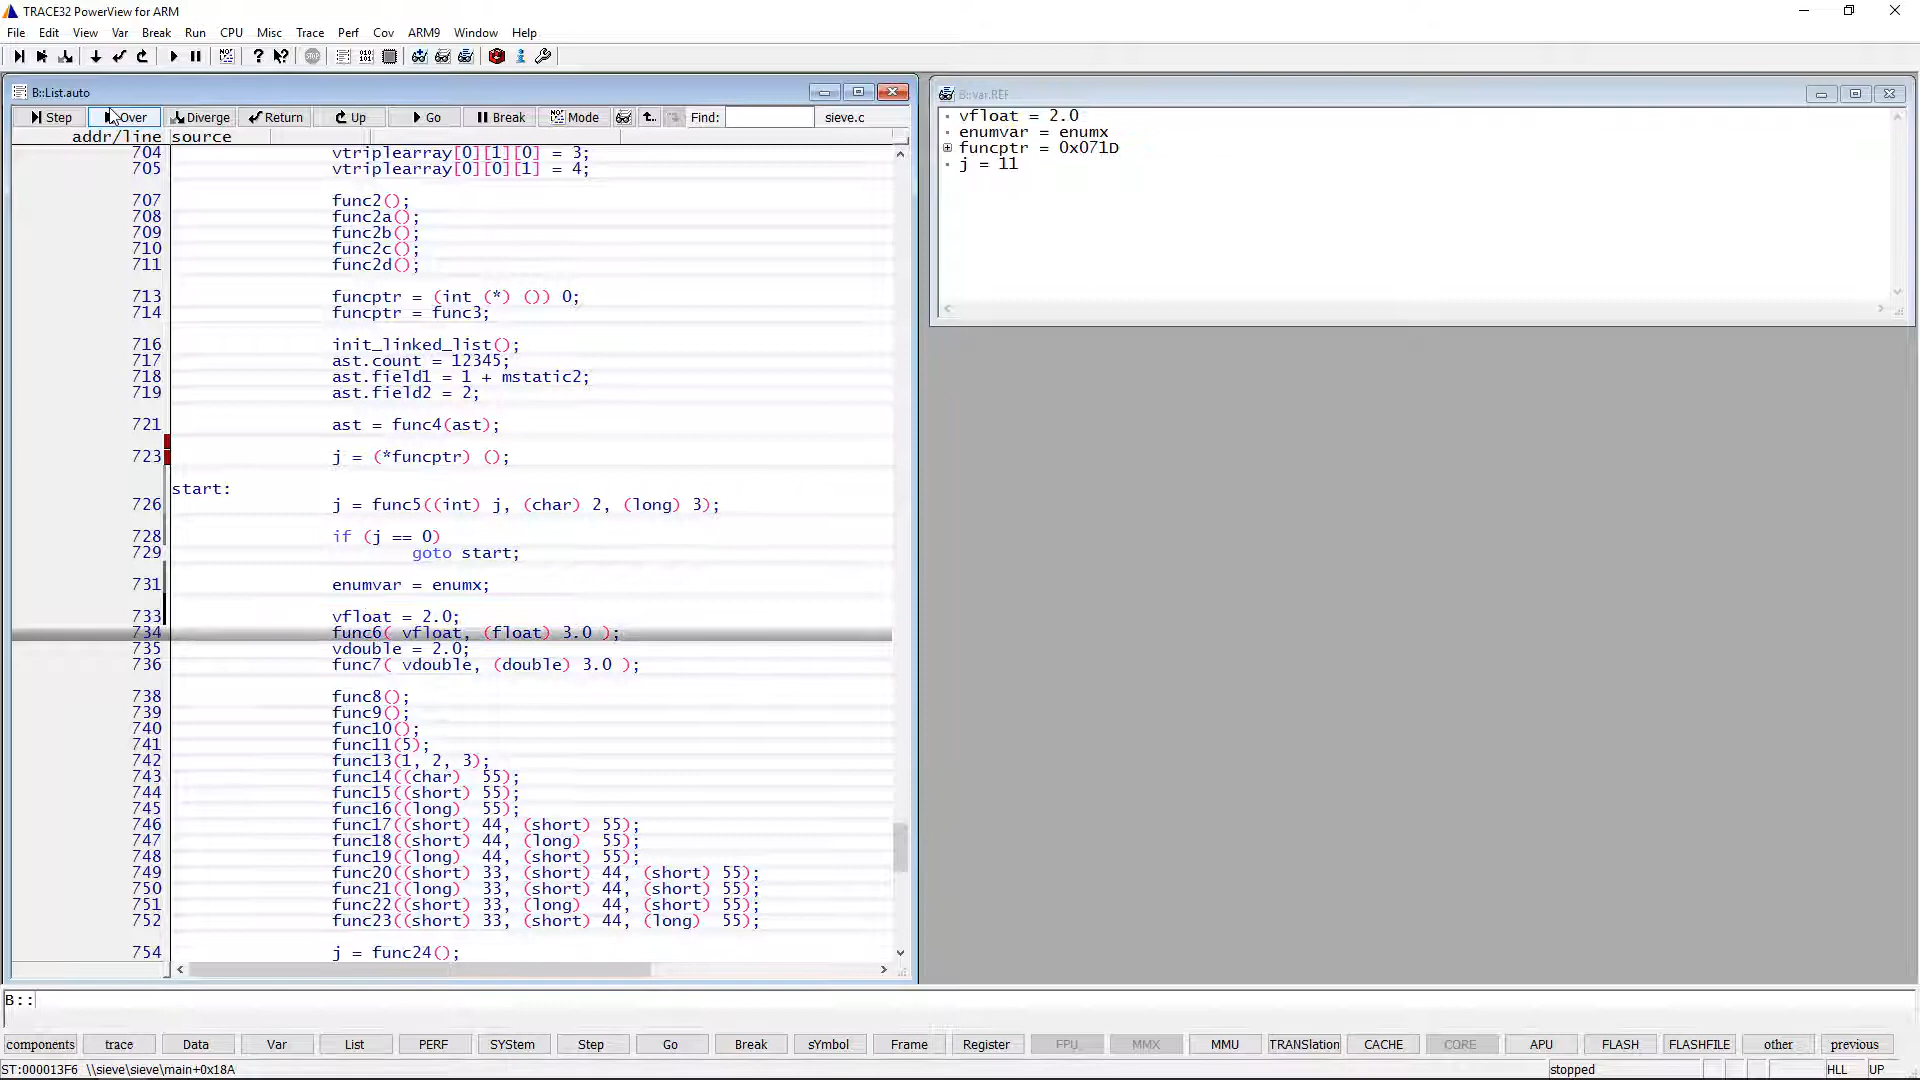 TRACE32 PowerView for ARM
File Edit View Var Break Run CPU Misc Trace Perf Cov ARM9 Window Help
B::List.auto
Step Over Diverge Return Up Go Break Mode Find: sieve.c
addr/line source
704 vtriplearray[0][1][0] = 3;
705 vtriplearray[0][0][1] = 4;
707 func2();
708 func2a();
709 func2b();
710 func2c();
711 func2d();
713 funcptr = (int (*) ()) 0;
714 funcptr = func3;
716 init_linked_list();
717 ast.count = 12345;
718 ast.field1 = 1 + mstatic2;
719 ast.field2 = 2;
721 ast = func4(ast);
723 j = (*funcptr) ();
start:
726 j = func5((int) j, (char) 2, (long) 3);
728 if (j == 0)
729 goto start;
731 enumvar = enumx;
733 vfloat = 2.0;
734 func6( vfloat, (float) 3.0 );
735 vdouble = 2.0;
736 func7( vdouble, (double) 3.0 );
738 func8();
739 func9();
740 func10();
741 func11(5);
742 func13(1, 2, 3);
743 func14((char) 55);
744 func15((short) 55);
745 func16((long) 55);
746 func17((short) 44, (short) 55);
747 func18((short) 44, (long) 55);
748 func19((long) 44, (short) 55);
749 func20((short) 33, (short) 44, (short) 55);
750 func21((long) 33, (short) 44, (short) 55);
751 func22((short) 33, (long) 44, (short) 55);
752 func23((short) 33, (short) 44, (long) 55);
754 j = func24();
B::var.REF
vfloat = 2.0
enumvar = enumx
funcptr = 0x071D
j = 11
B::
components trace Data Var List PERF SYStem Step Go Break sYmbol Frame Register FPU MMX MMU TRANSlation CACHE CORE APU FLASH FLASHFILE other previous
ST:000013F6 \\sieve\sieve\main+0x18A stopped HLL UP